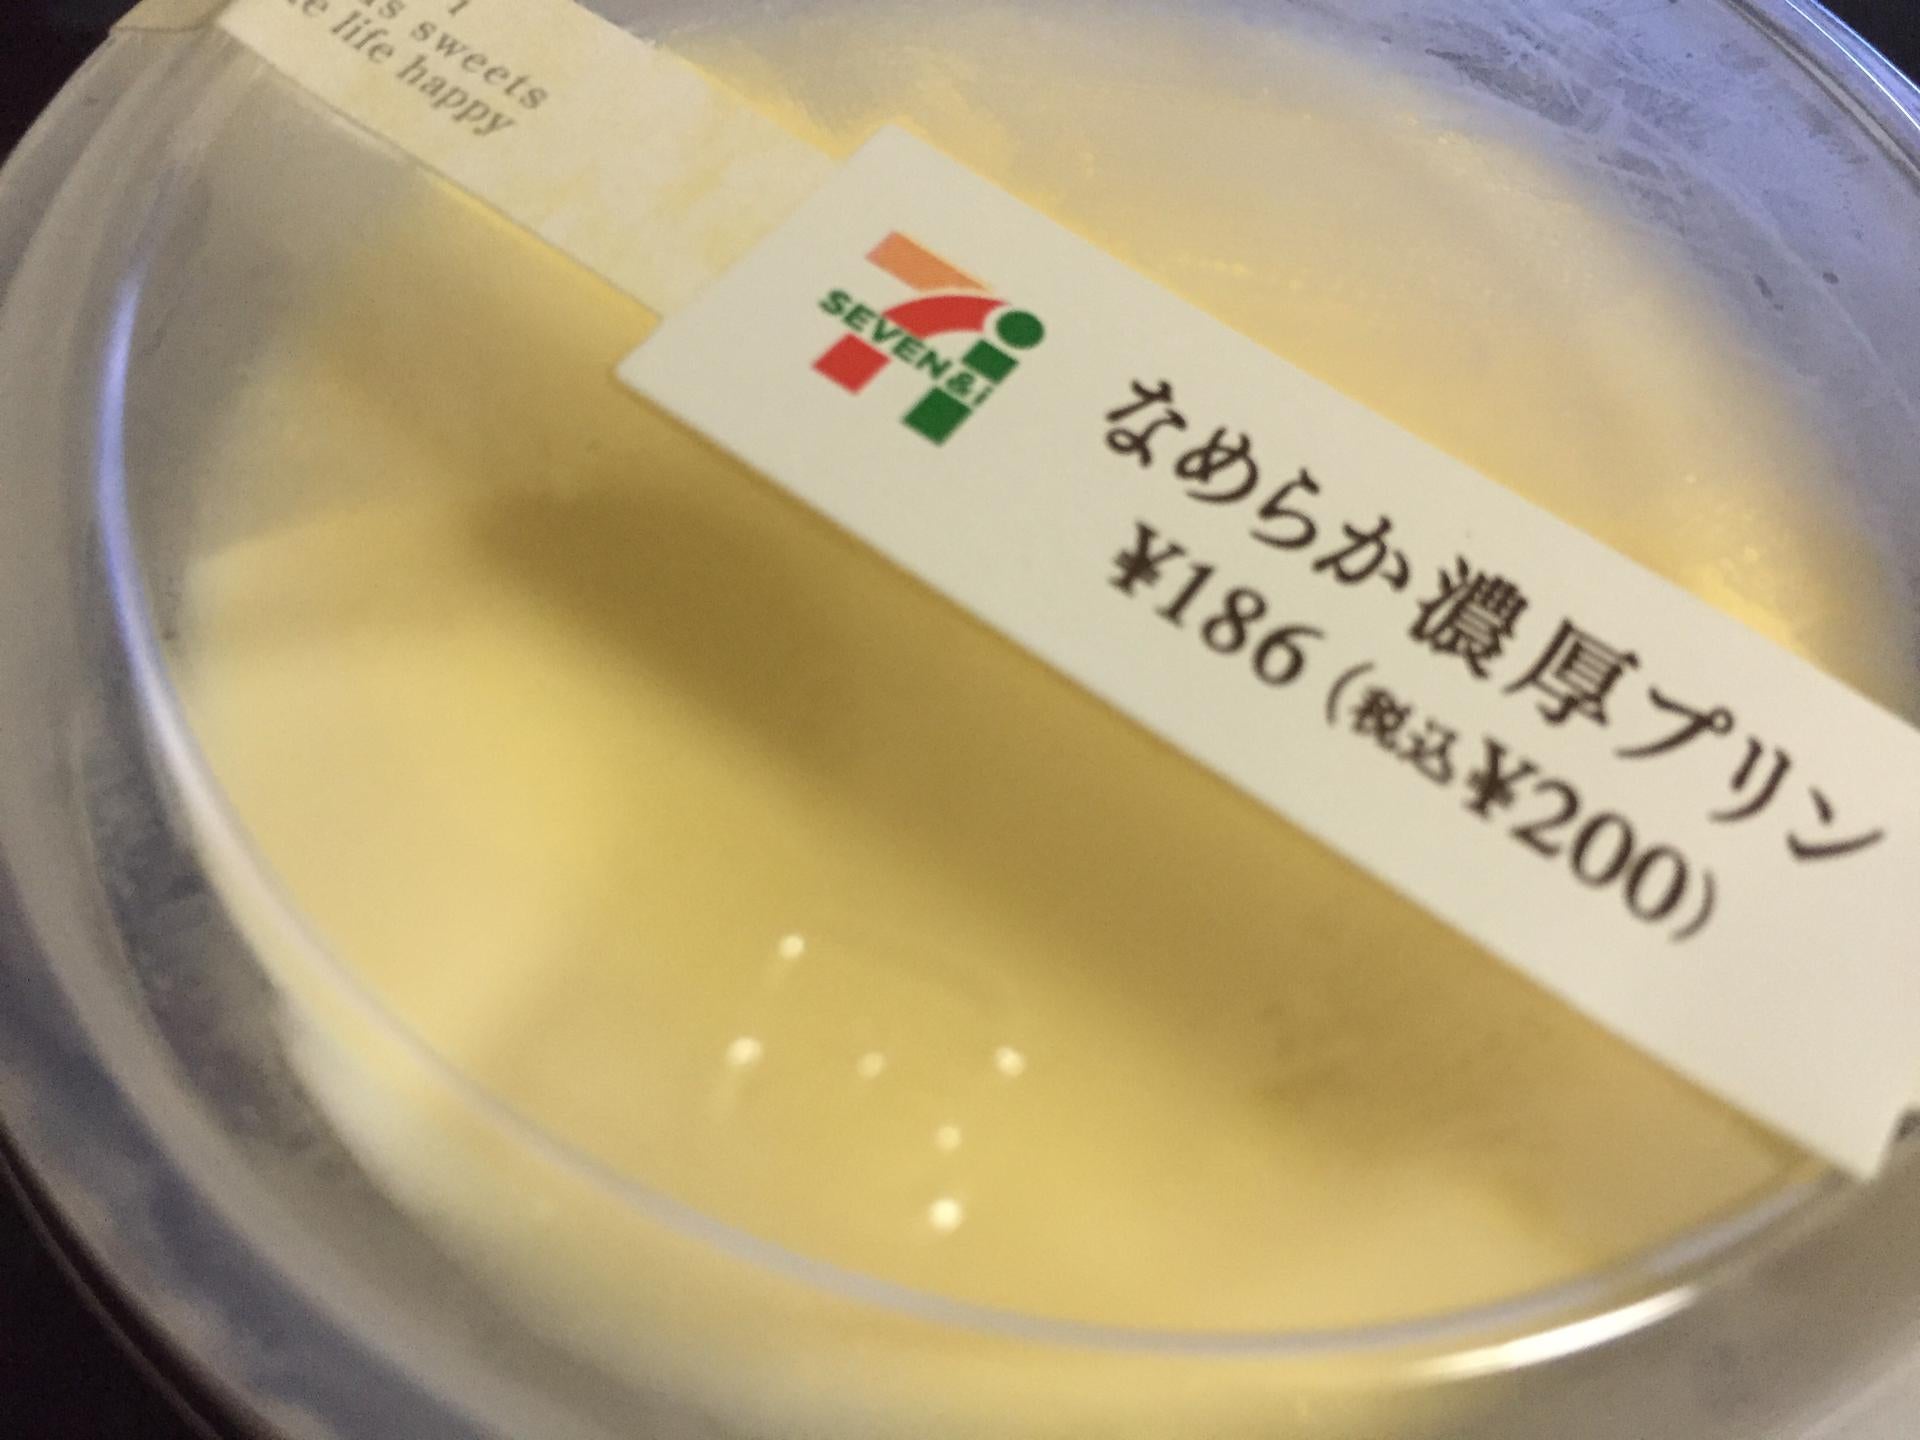 sweets
life happy
SEVEN&i
なめらか濃厚プリン
¥186（税込¥200）